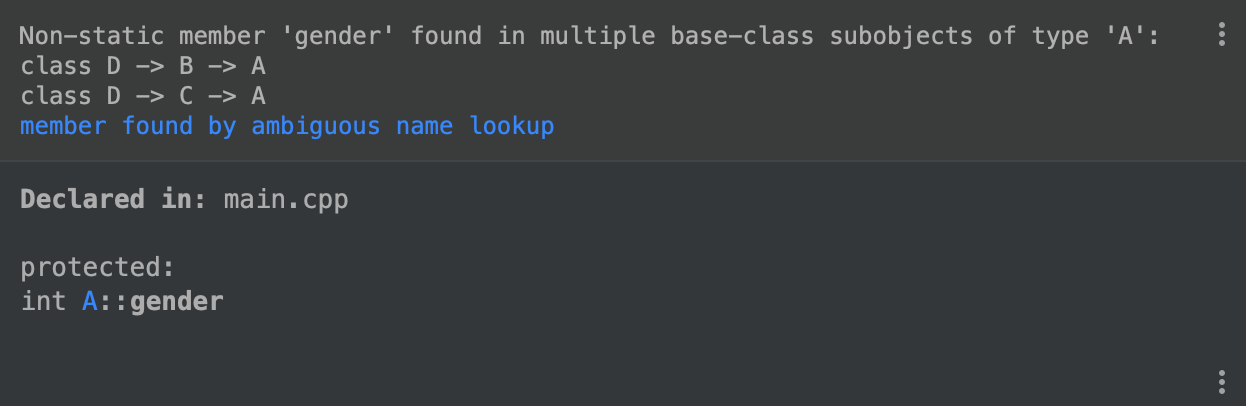 Non-static member 'gender' found in multiple base-class subobjects of type 'A':
class D -> B -> A
class D -> C -> A
member found by ambiguous name lookup
Declared in: main.cpp
protected:
int A::gender